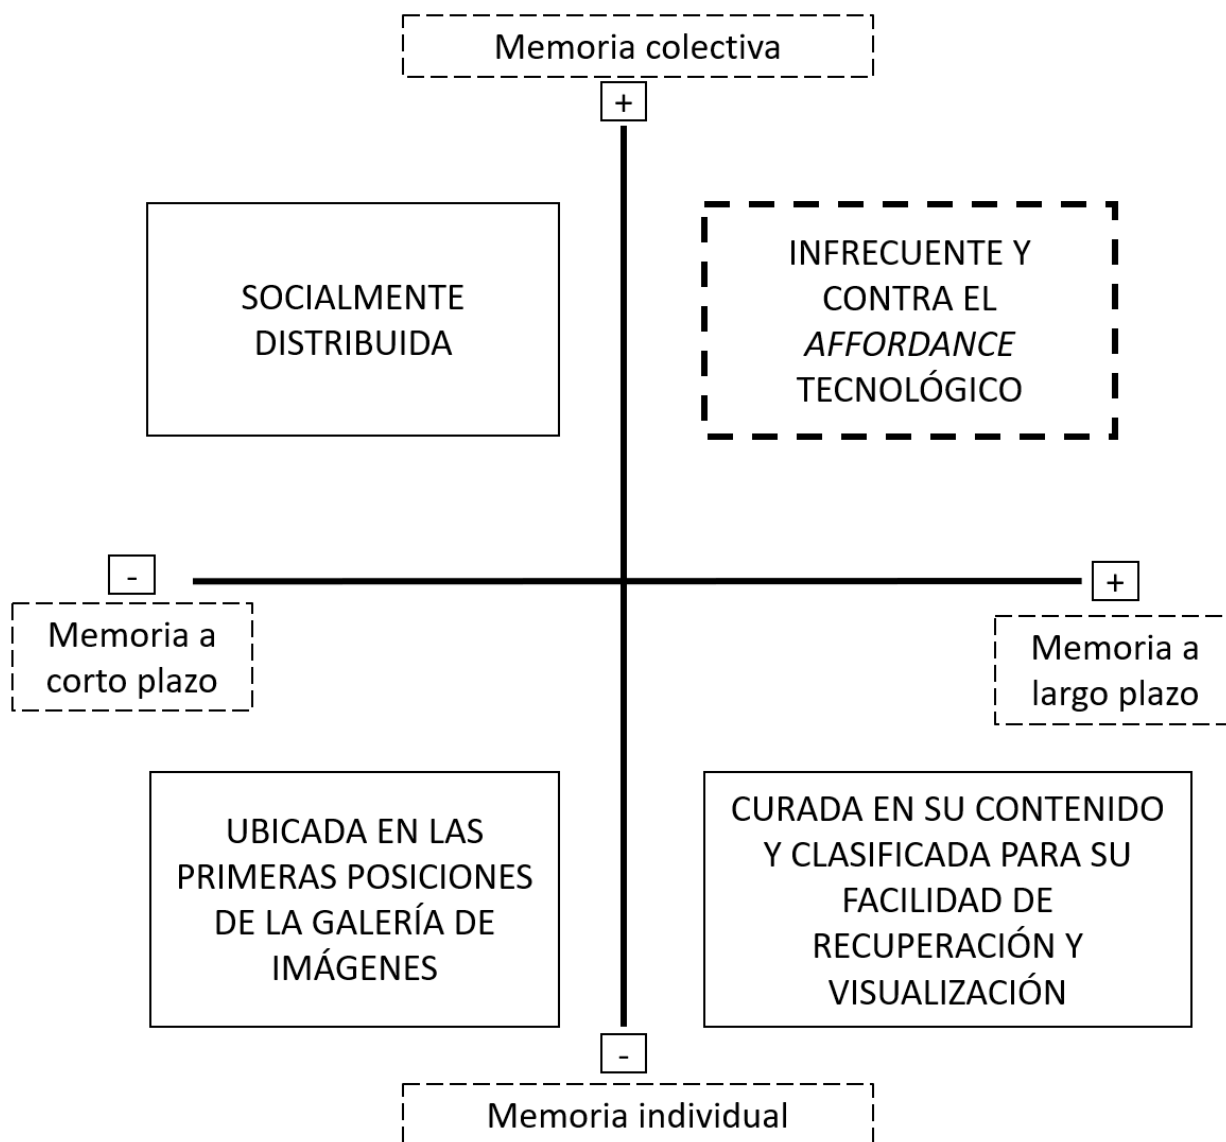 Memoria colectiva
+
SOCIALMENTE
DISTRIBUIDA
INFRECUENTE Y
CONTRA EL
AFFORDANCE
TECNOLÓGICO
-
Memoria a
corto plazo
+
Memoria a
largo plazo
UBICADA EN LAS
PRIMERAS POSICIONES
DE LA GALERÍA DE
IMÁGENES
CURADA EN SU CONTENIDO
Y CLASIFICADA PARA SU
FACILIDAD DE
RECUPERACIÓN Y
VISUALIZACIÓN
-
Memoria individual